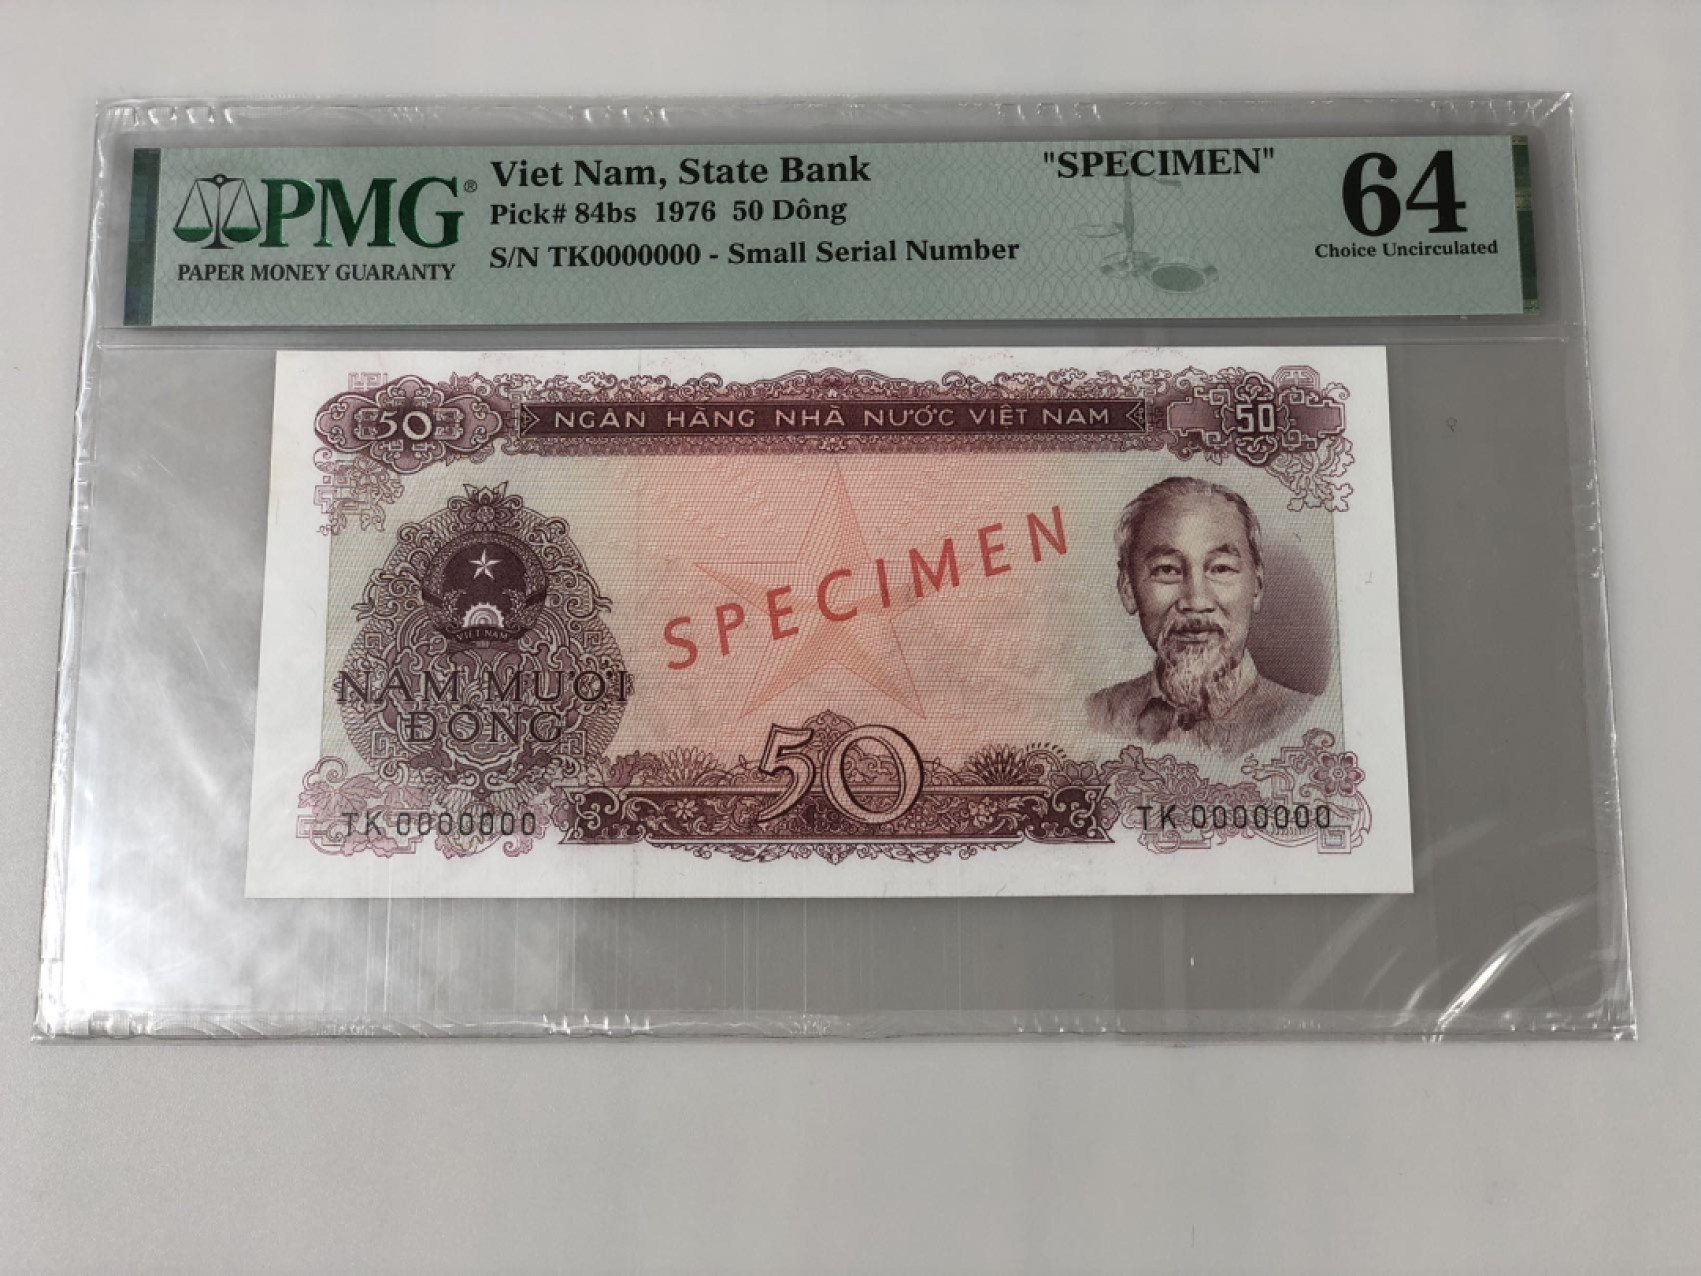 PMG®
PAPER MONEY GUARANTY
Viet Nam, State Bank
Pick# 84bs 1976 50 Dông
S/N TK0000000 - Small Serial Number
"SPECIMEN"
64
Choice Uncirculated
50
NGÂN HÀNG NHÀ NƯỚC VIỆT NAM
50
SPECIMEN
VIỆT NAM
NĂM MƯƠI
ĐỒNG
50
TK 0000000
TK 0000000